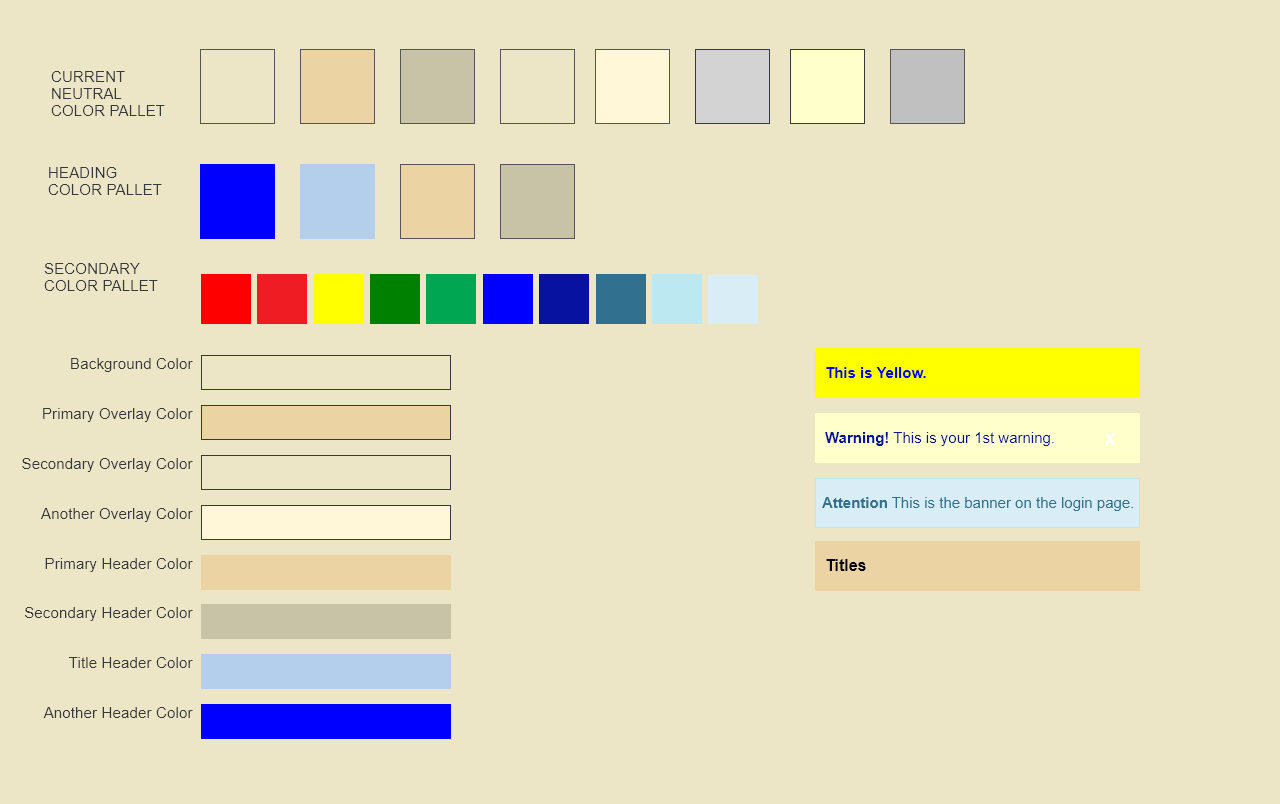 CURRENT
NEUTRAL
COLOR PALLET
HEADING
COLOR PALLET
SECONDARY
COLOR PALLET
Background Color
Primary Overlay Color
Secondary Overlay Color
Another Overlay Color
Primary Header Color
Secondary Header Color
Title Header Color
Another Header Color
This is Yellow.
Warning! This is your 1st warning. X
Attention This is the banner on the login page.
Titles